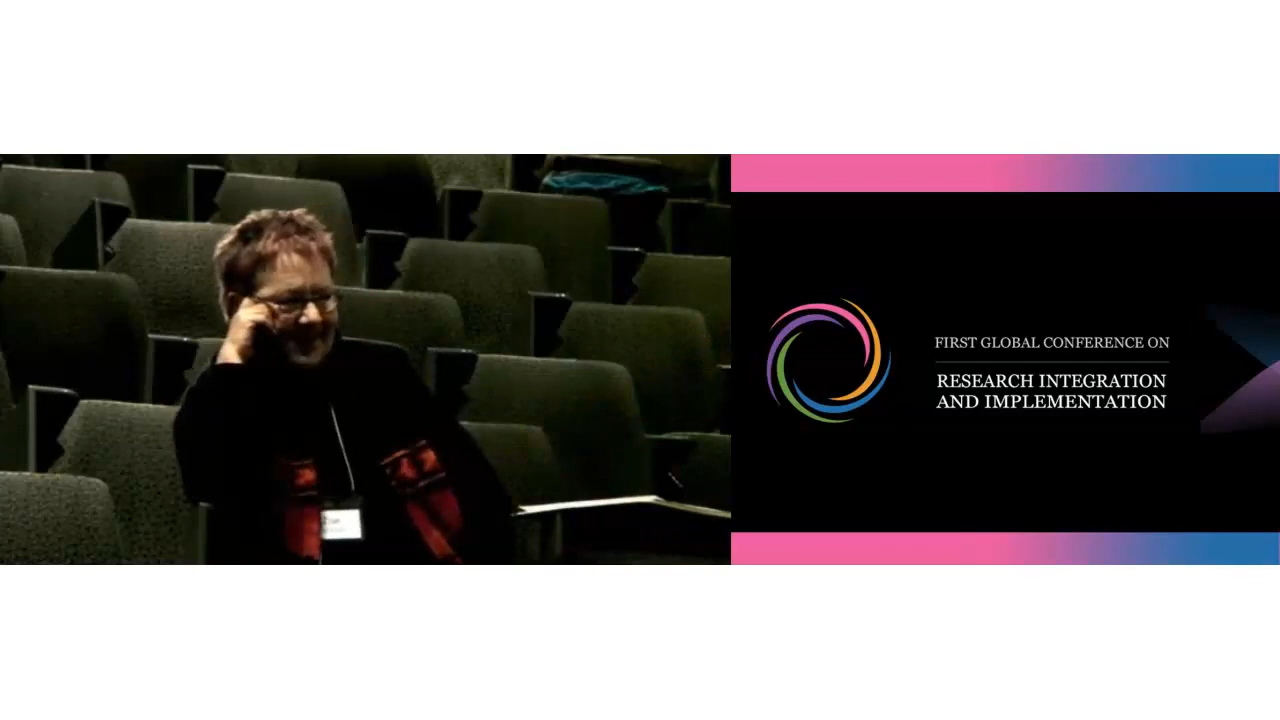 FIRST GLOBAL CONFERENCE ON
RESEARCH INTEGRATION
AND IMPLEMENTATION